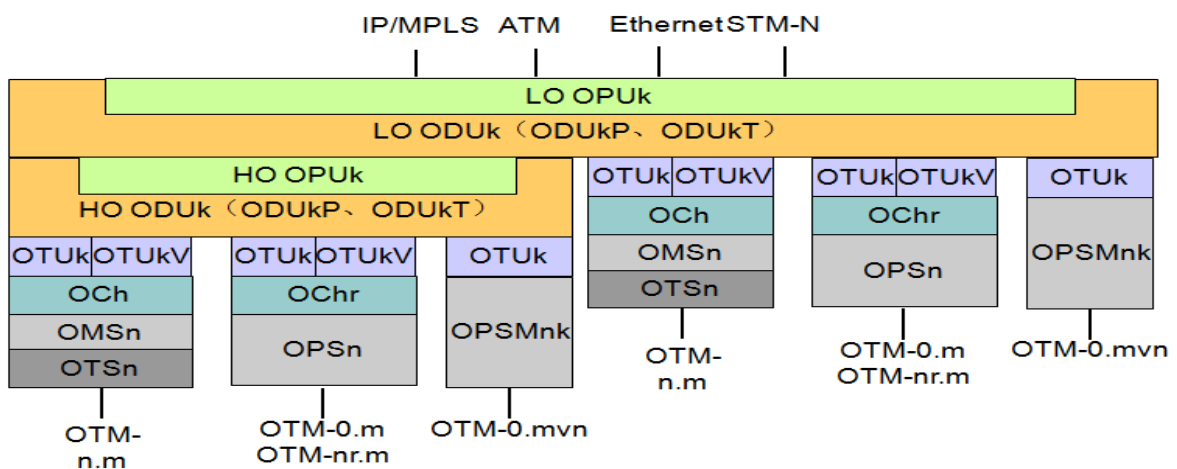 IP/MPLS ATM EthernetSTM-N
LO OPUk
LO ODUk（ODUkP、ODUkT）
HO OPUk
HO ODUk（ODUkP、ODUkT）
OTUk OTUkV
OCh
OMSn
OTSn
OTM-
n.m
OTUk OTUkV
OChr
OPSn
OTM-0.m
OTM-nr.m
OTUk
OPSMnk
OTM-0.mvn
OTUk OTUkV
OCh
OMSn
OTSn
OTM-
n.m
OTUk OTUkV
OChr
OPSn
OTM-0.m
OTM-nr.m
OTUk
OPSMnk
OTM-0.mvn